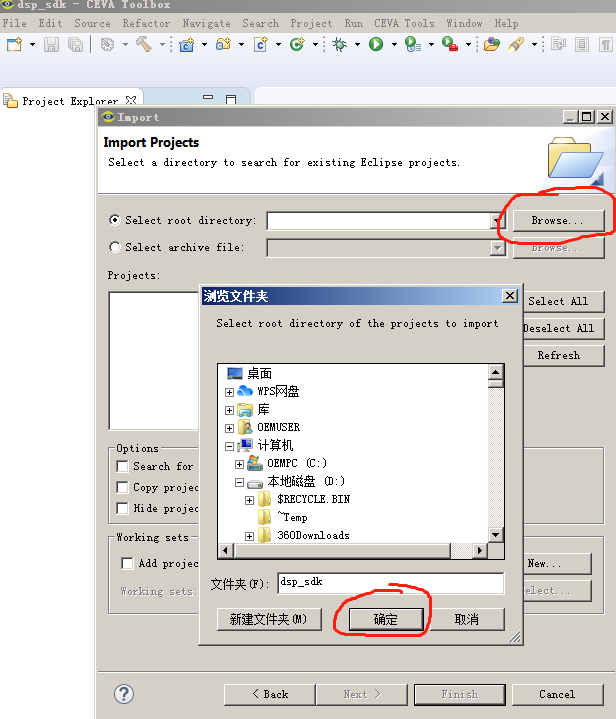 dsp_sdk - CEVA Toolbox
File Edit Source Refactor Navigate Search Project Run CEVA Tools Window Help
Project Explorer
Import
Import Projects
Select a directory to search for existing Eclipse projects.
Select root directory:
Browse...
Select archive file:
Browse...
Projects:
浏览文件夹
Select root directory of the projects to import
Select All
Deselect All
Refresh
桌面
WPS网盘
库
OEMUSER
计算机
OEMPC (C:)
本地磁盘 (D:)
$RECYCLE.BIN
~Temp
360Downloads
Options
Search for
Copy projec
Hide projec
Working sets
Add projec
New...
Working sets:
elect...
文件夹(F):
dsp_sdk
新建文件夹(M)
确定
取消
?
< Back
Next >
Finish
Cancel